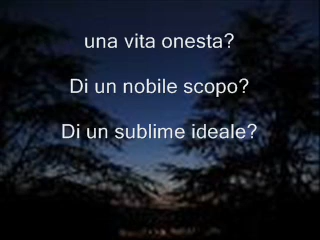 una vita onesta?
Di un nobile scopo?
Di un sublime ideale?